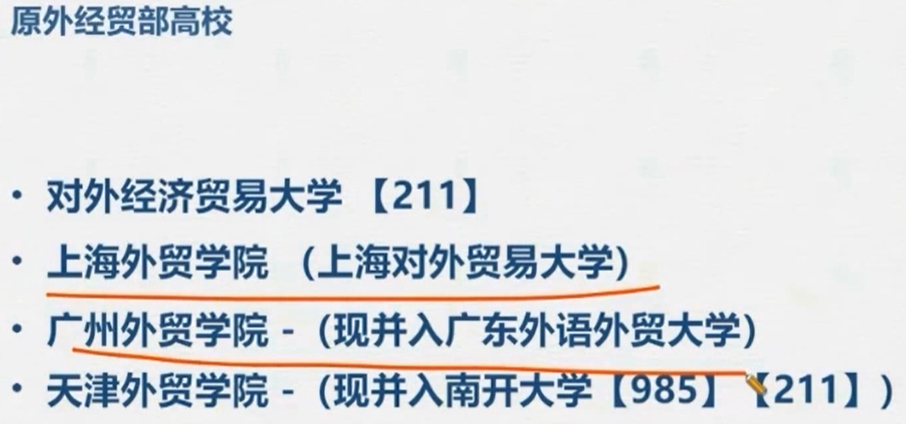 原外经贸部高校
• 对外经济贸易大学 【211】
• 上海外贸学院 （上海对外贸易大学）
• 广州外贸学院 -（现并入广东外语外贸大学）
• 天津外贸学院 -（现并入南开大学【985】【211】）